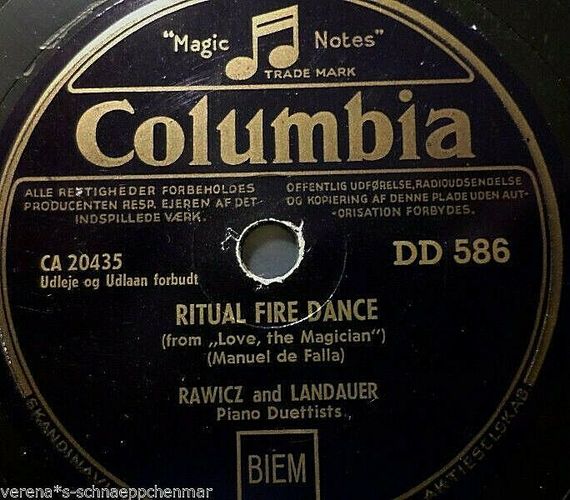 "Magic Notes"
TRADE MARK
Columbia
ALLE RETTIGHEDER FORBEHOLDES
PRODUCENTEN RESP. EJEREN AF DET
INDSPILLEDE VÆRK.
OFFENTLIG UDFØRELSE, RADIOUDSENDELSE
OG KOPIERING AF DENNE PLADE UDEN AUT-
ORISATION FORBYDES.
CA 20435
Udleje og Udlaan forbudt
DD 586
RITUAL FIRE DANCE
(from „Love, the Magician")
(Manuel de Falla)
RAWICZ and LANDAUER
Piano Duettists.
BIEM
verena*s-schnaeppchenmar